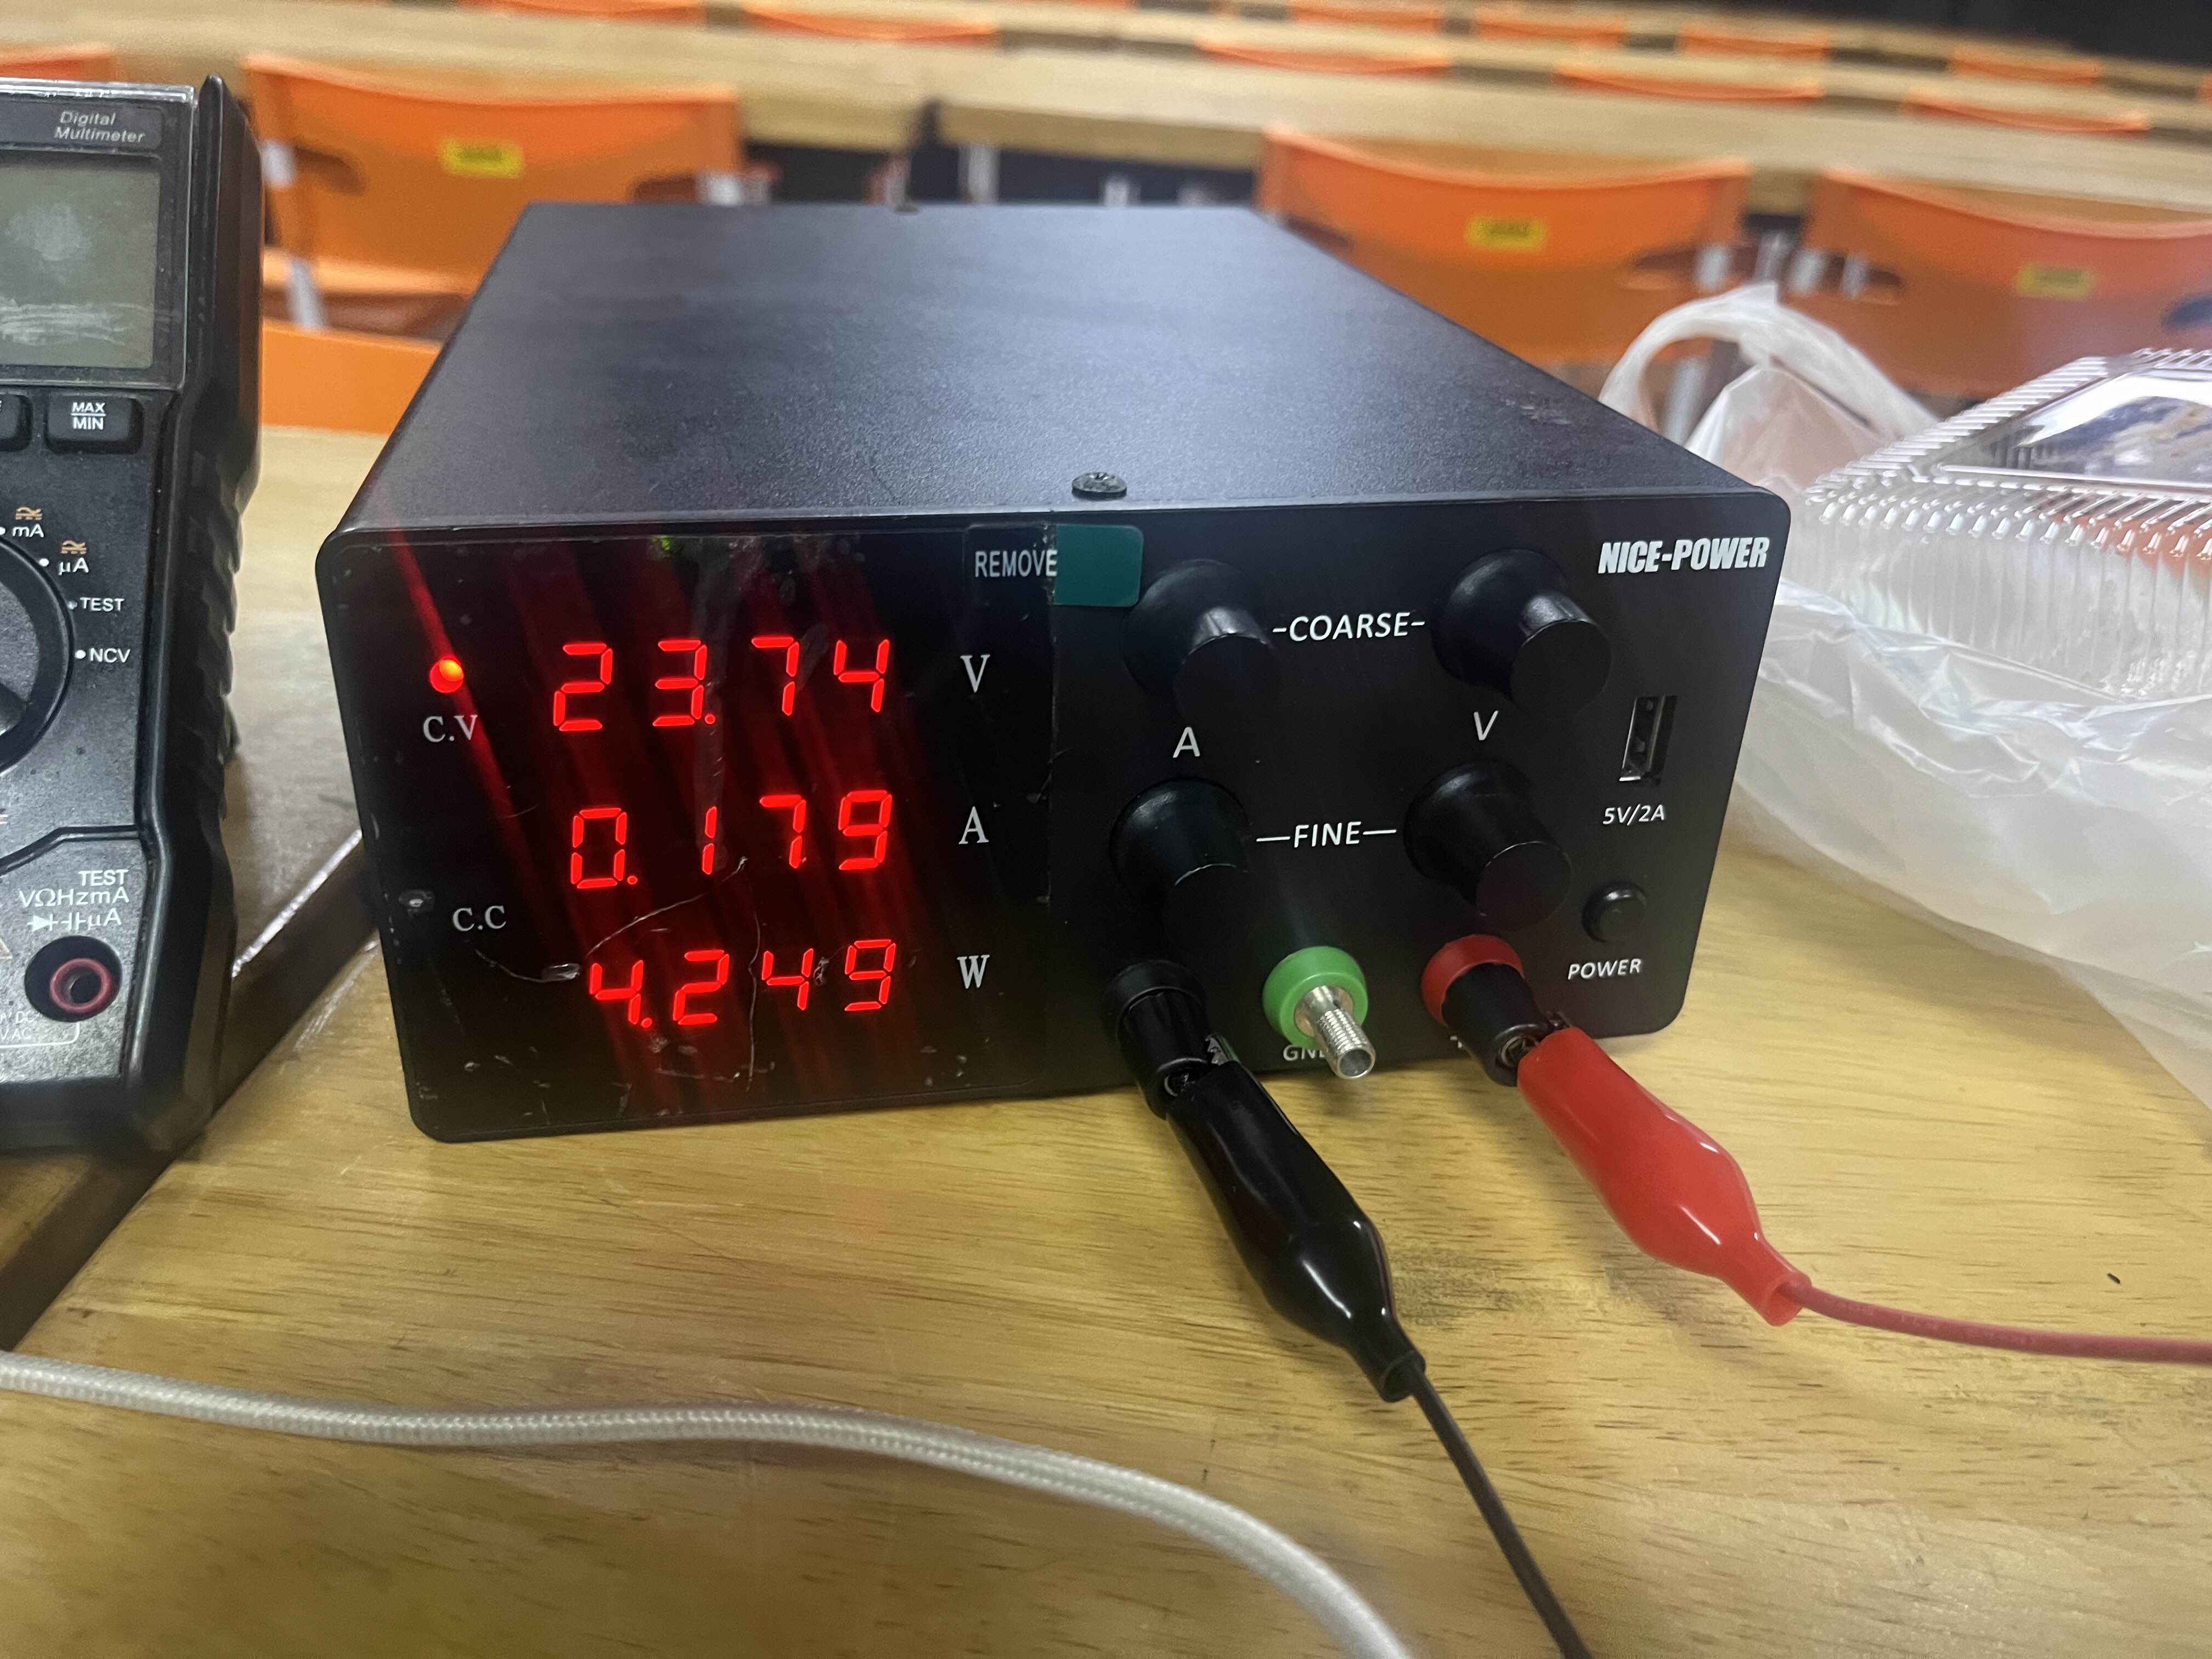 Digital
Multimeter
MAX
MIN
mA
µA
TEST
NCV
TEST
VΩHzmA
µA
REMOVE
NICE-POWER
-COARSE-
C.V
23.74 V
A
V
0.179 A
—FINE—
5V/2A
C.C
4.249 W
POWER